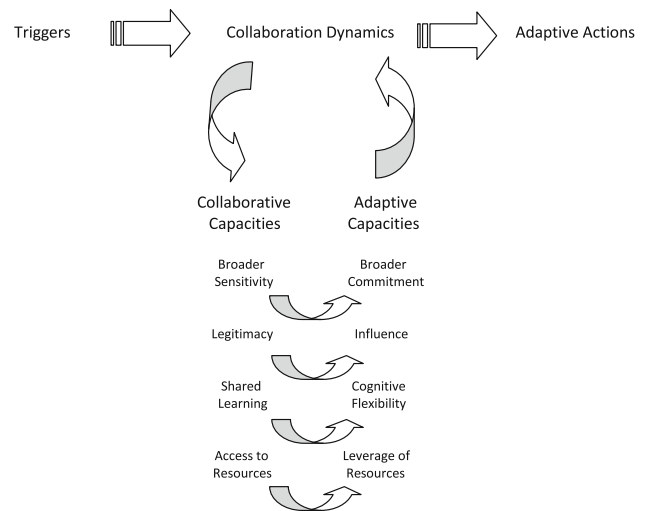 Triggers
Collaboration Dynamics
Adaptive Actions
Collaborative
Capacities
Adaptive
Capacities
Broader
Sensitivity
Broader
Commitment
Legitimacy
Influence
Shared
Learning
Cognitive
Flexibility
Access to
Resources
Leverage of
Resources